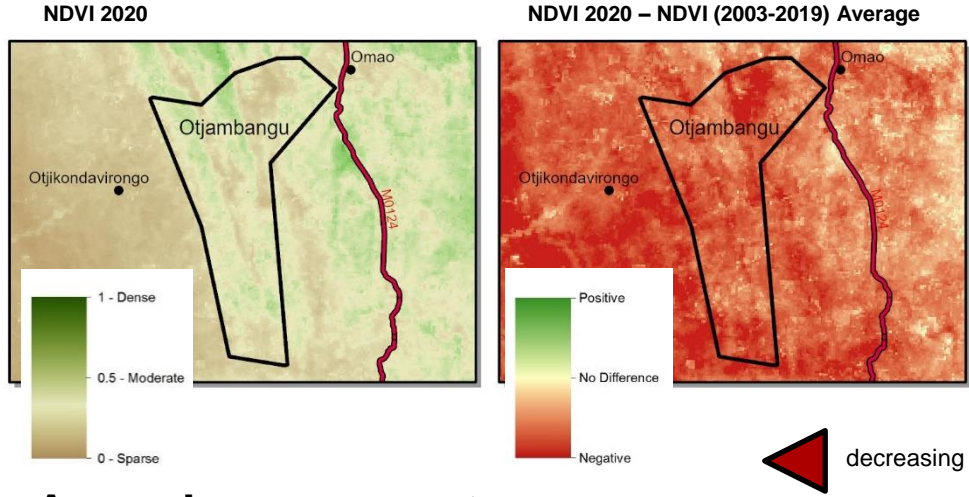 NDVI 2020
NDVI 2020 – NDVI (2003-2019) Average
Omao
Otjambangu
Otjikondavirongo
M0124
1 - Dense
0.5 - Moderate
0 - Sparse
Omao
Otjambangu
Otjikondavirongo
M0124
Positive
No Difference
Negative
decreasing